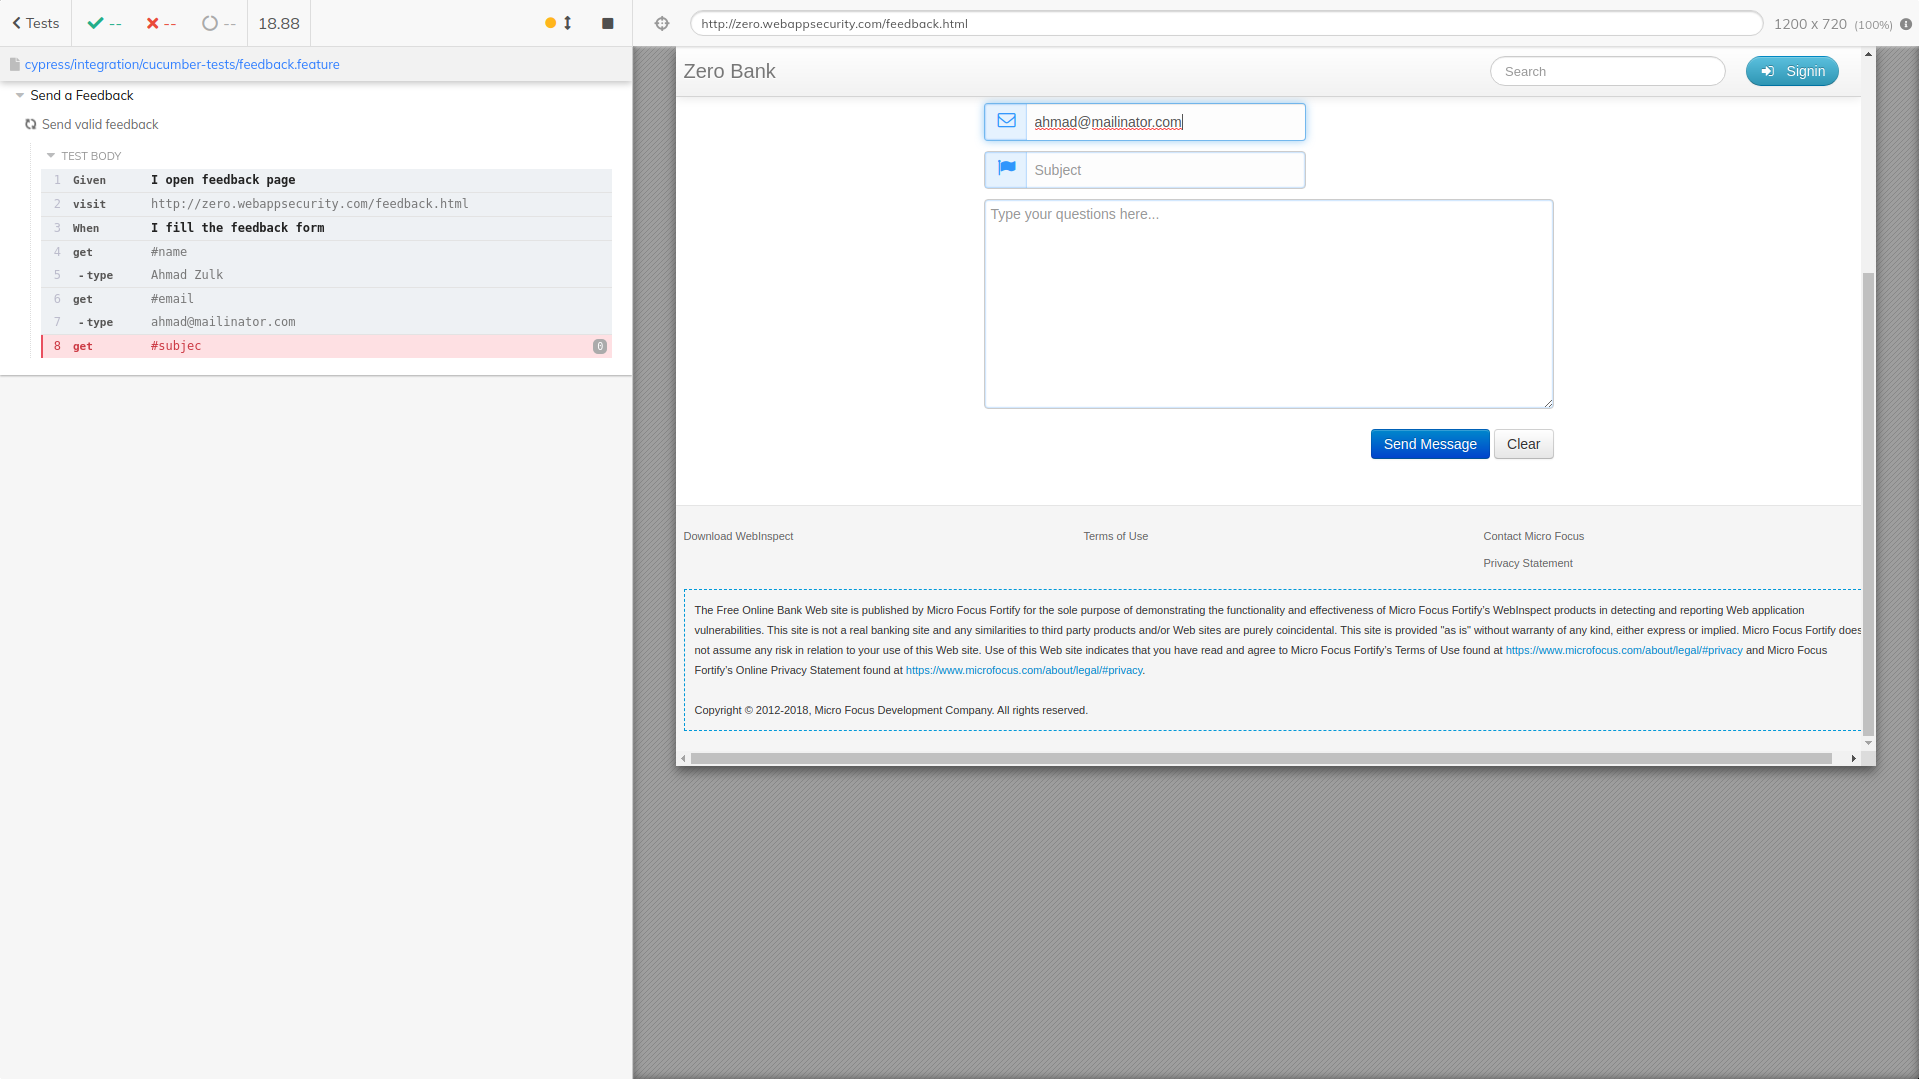 Tests
--
--
--
18.88
http://zero.webappsecurity.com/feedback.html
1200 x 720 (100%)
cypress/integration/cucumber-tests/feedback.feature
Send a Feedback
Send valid feedback
TEST BODY
1 Given I open feedback page
2 visit http://zero.webappsecurity.com/feedback.html
3 When I fill the feedback form
4 get #name
5 -type Ahmad Zulk
6 get #email
7 -type ahmad@mailinator.com
8 get #subjec 0
Zero Bank
Search
Signin
ahmad@mailinator.com
Subject
Type your questions here...
Send Message
Clear
Download WebInspect
Terms of Use
Contact Micro Focus
Privacy Statement
The Free Online Bank Web site is published by Micro Focus Fortify for the sole purpose of demonstrating the functionality and effectiveness of Micro Focus Fortify's WebInspect products in detecting and reporting Web application
vulnerabilities. This site is not a real banking site and any similarities to third party products and/or Web sites are purely coincidental. This site is provided "as is" without warranty of any kind, either express or implied. Micro Focus Fortify does
not assume any risk in relation to your use of this Web site. Use of this Web site indicates that you have read and agree to Micro Focus Fortify's Terms of Use found at https://www.microfocus.com/about/legal/#privacy and Micro Focus
Fortify's Online Privacy Statement found at https://www.microfocus.com/about/legal/#privacy.
Copyright © 2012-2018, Micro Focus Development Company. All rights reserved.